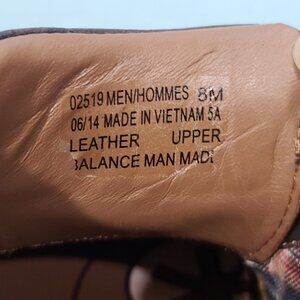 02519 MEN/HOMMES 8M
06/14 MADE IN VIETNAM 5A
LEATHER UPPER
BALANCE MAN MADE